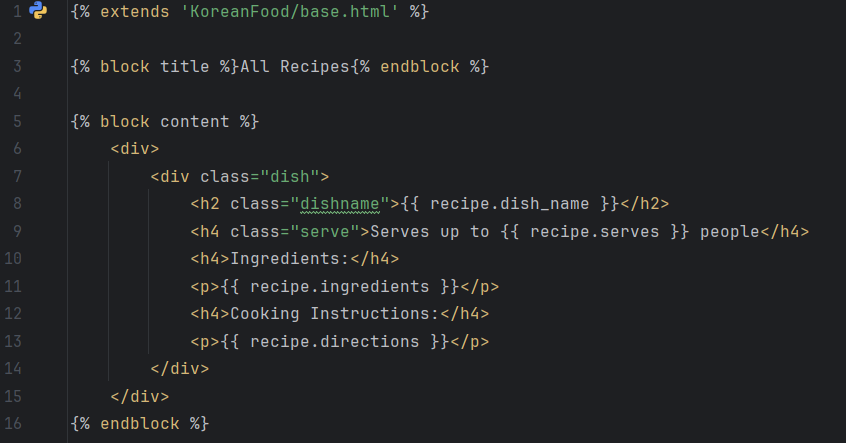 1 {% extends 'KoreanFood/base.html' %}
2
3 {% block title %}All Recipes{% endblock %}
4
5 {% block content %}
6 <div>
7 <div class="dish">
8 <h2 class="dishname">{{ recipe.dish_name }}</h2>
9 <h4 class="serve">Serves up to {{ recipe.serves }} people</h4>
10 <h4>Ingredients:</h4>
11 <p>{{ recipe.ingredients }}</p>
12 <h4>Cooking Instructions:</h4>
13 <p>{{ recipe.directions }}</p>
14 </div>
15 </div>
16 {% endblock %}